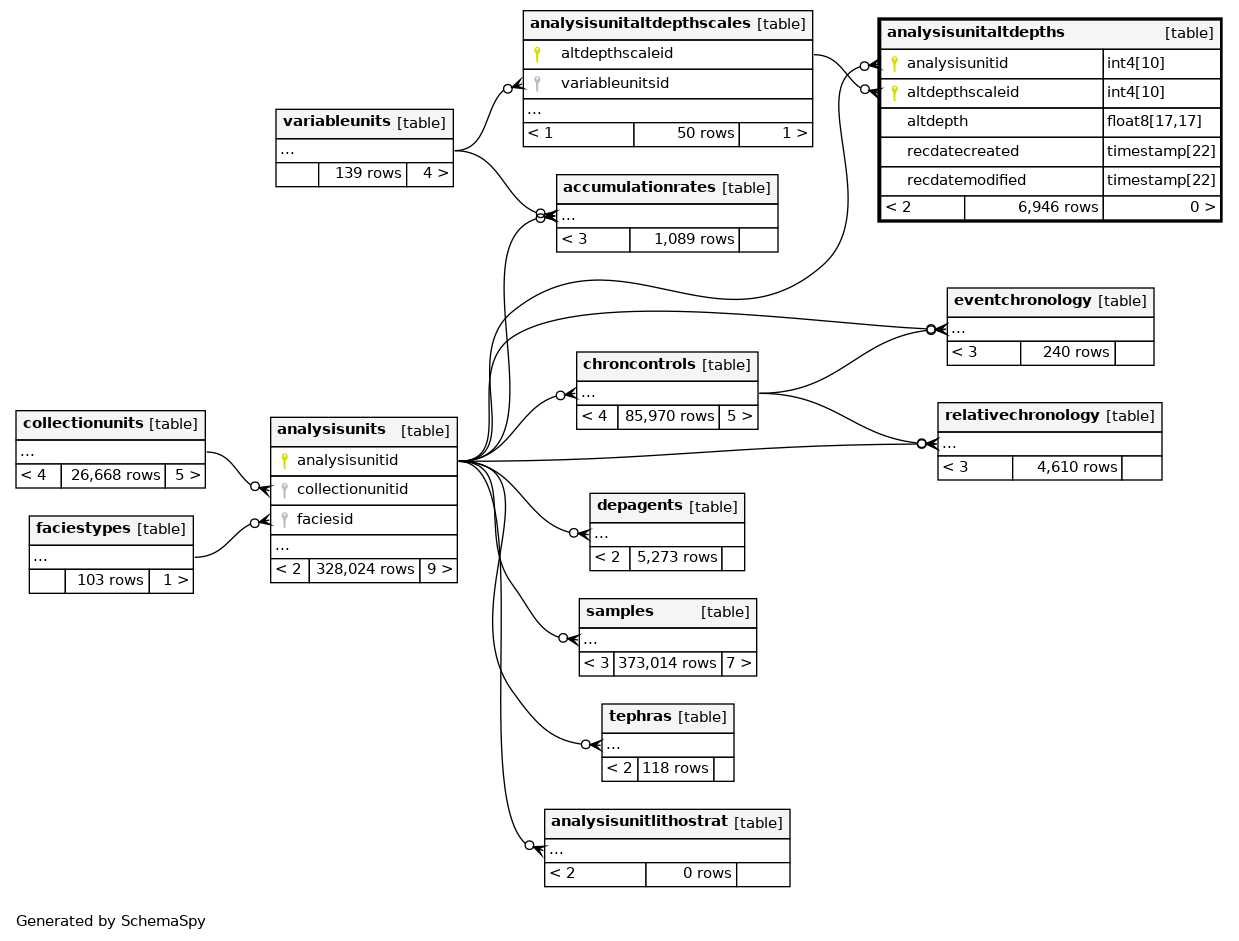 analysisunitaltdepthscales [table]
altdepthscaleid
variableunitsid
...
< 1 50 rows 1 >
analysisunitaltdepths [table]
analysisunitid int4[10]
altdepthscaleid int4[10]
altdepth float8[17,17]
recdatecreated timestamp[22]
recdatemodified timestamp[22]
< 2 6,946 rows 0 >
variableunits [table]
...
139 rows 4 >
accumulationrates [table]
...
< 3 1,089 rows
eventchronology [table]
...
< 3 240 rows
chroncontrols [table]
...
< 4 85,970 rows 5 >
relativechronology [table]
...
< 3 4,610 rows
collectionunits [table]
...
< 4 26,668 rows 5 >
analysisunits [table]
analysisunitid
collectionunitid
faciesid
...
< 2 328,024 rows 9 >
faciestypes [table]
...
103 rows 1 >
depagents [table]
...
< 2 5,273 rows
samples [table]
...
< 3 373,014 rows 7 >
tephras [table]
...
< 2 118 rows
analysisunitlithostrat [table]
...
< 2 0 rows
Generated by SchemaSpy